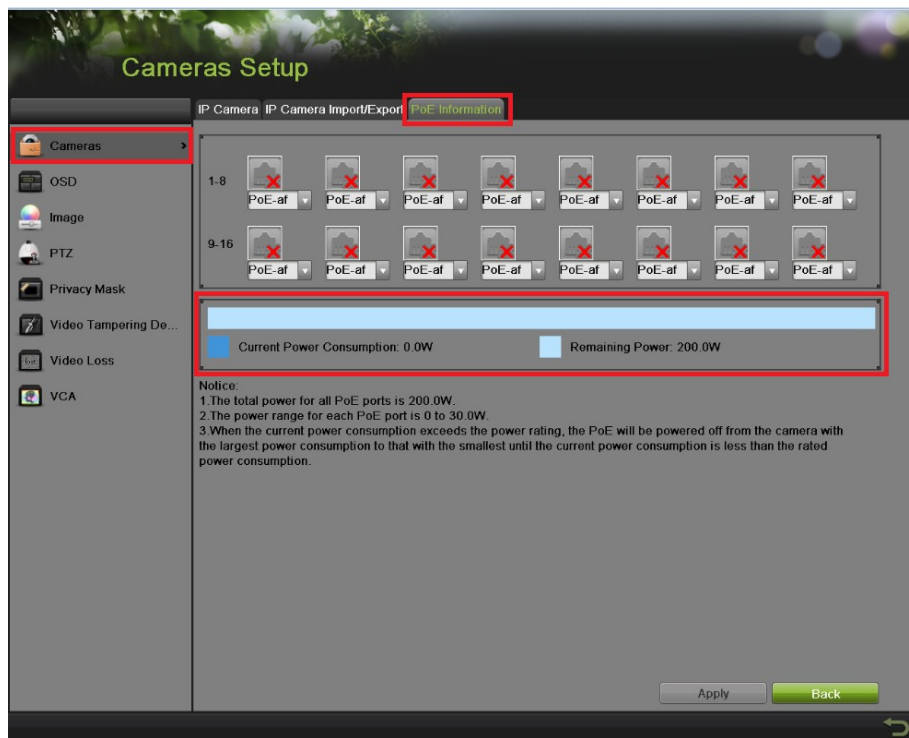 Cameras Setup
IP Camera IP Camera Import/Export PoE Information
Cameras
OSD
Image
PTZ
Privacy Mask
Video Tampering De...
Video Loss
VCA
1-8
PoE-af PoE-af PoE-af PoE-af PoE-af PoE-af PoE-af PoE-af
9-16
PoE-af PoE-af PoE-af PoE-af PoE-af PoE-af PoE-af PoE-af
Current Power Consumption: 0.0W Remaining Power: 200.0W
Notice:
1.The total power for all PoE ports is 200.0W.
2.The power range for each PoE port is 0 to 30.0W.
3.When the current power consumption exceeds the power rating, the PoE will be powered off from the camera with
the largest power consumption to that with the smallest until the current power consumption is less than the rated
power consumption.
Apply Back